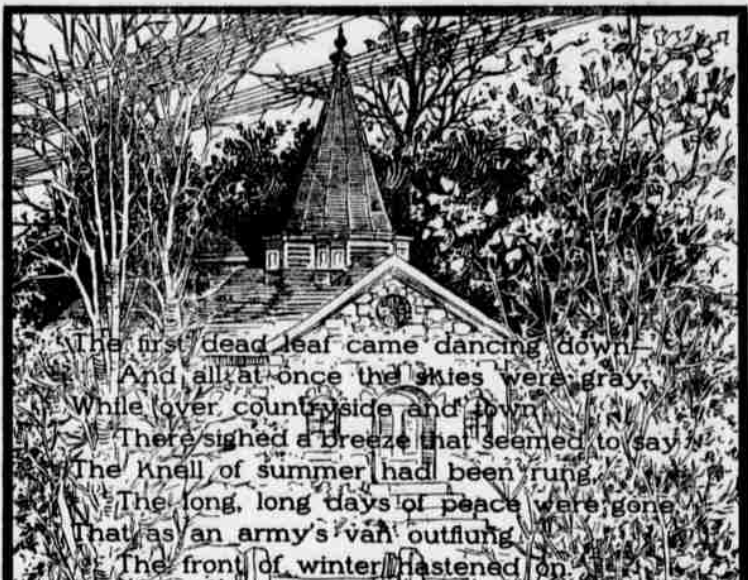 The first dead leaf came dancing down—
And all at once the skies were gray,
While over countryside and town
There sighed a breeze that seemed to say
The Knell of summer had been rung,
The long, long days of peace were gone
That as an army's van outflung
The front of winter hastened on.